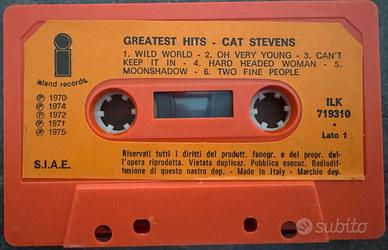 GREATEST HITS - CAT STEVENS
1. WILD WORLD - 2. OH VERY YOUNG - 3. CAN'T
KEEP IT IN - 4. HARD HEADED WOMAN - 5.
MOONSHADOW - 6. TWO FINE PEOPLE
island records
℗ 1970
℗ 1974
℗ 1972
℗ 1971
℗ 1975
ILK
719310
•
Lato 1
S.I.A.E.
Riservati tutti i diritti del produtt. fonogr. e del propr. del-
l'opera riprodotta. Vietata duplicaz. Pubblica esecuz. Radiodif-
fusione di questo nastro dep. - Made in Italy - Marchio dep.
subito